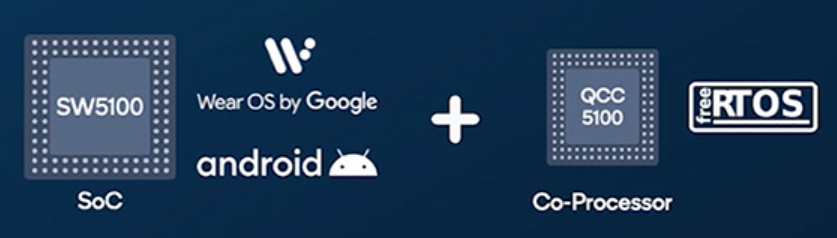 SW5100
SoC
Wear OS by Google
android
QCC
5100
Co-Processor
free
RTOS